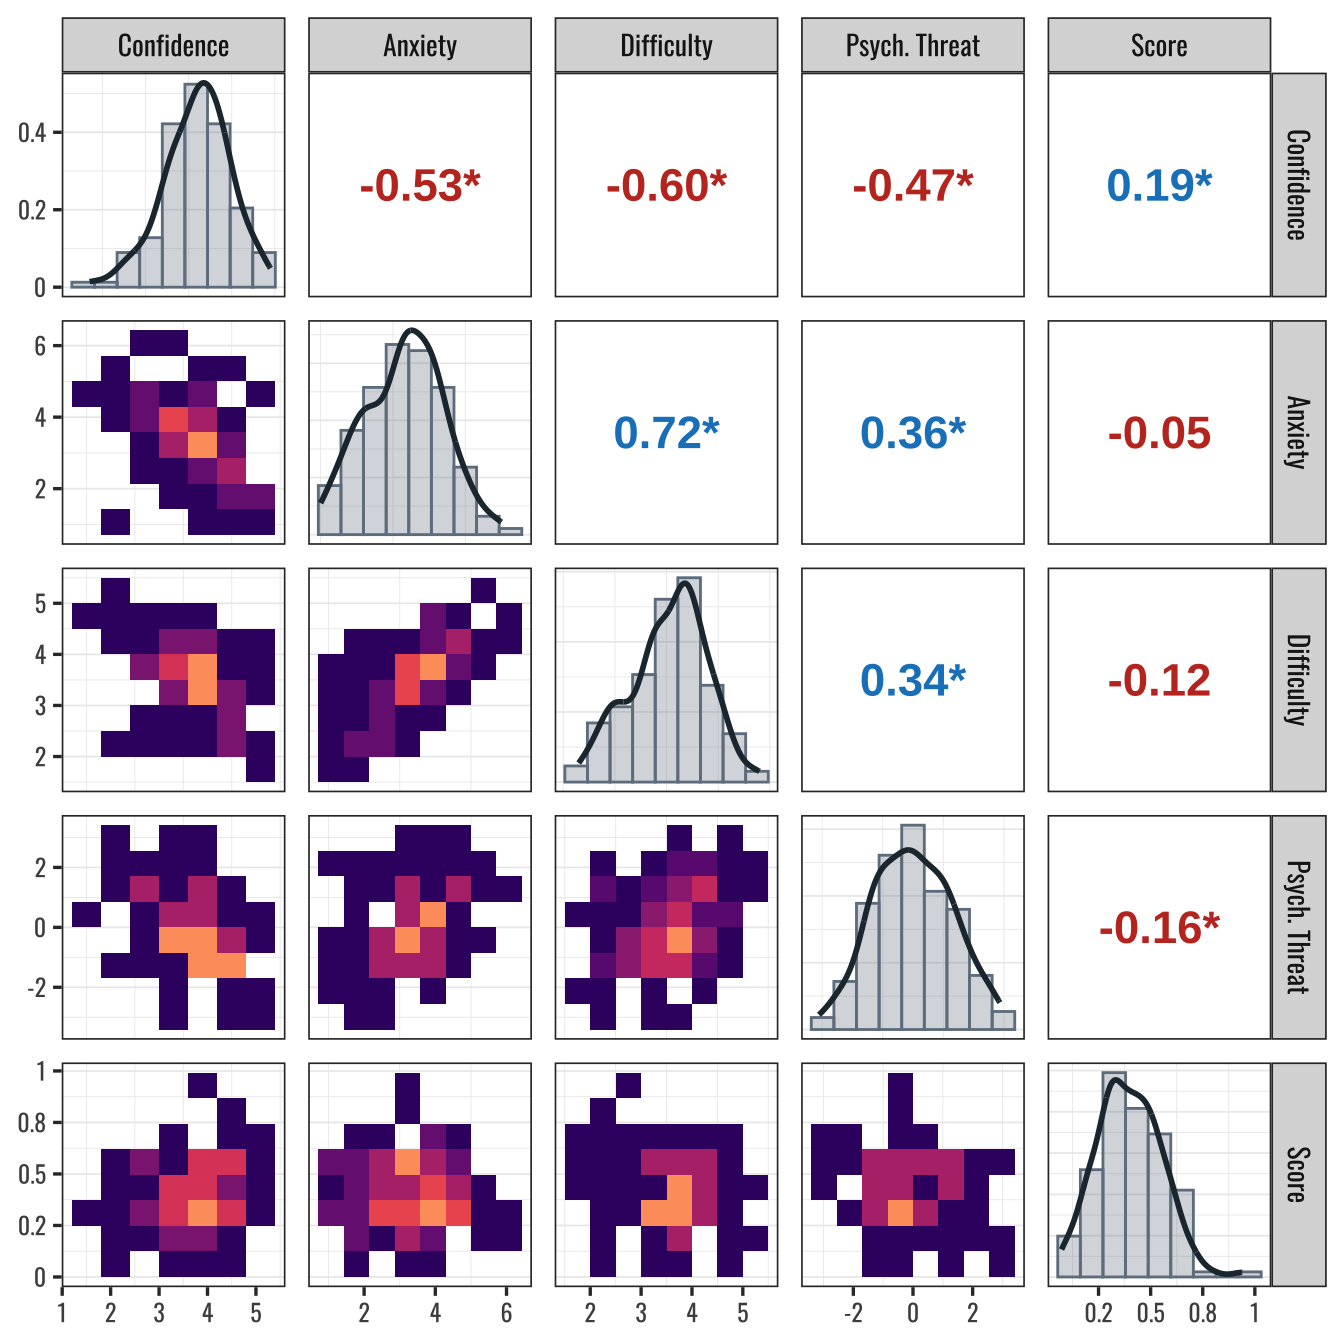 Confidence Anxiety Difficulty Psych. Threat Score
0.4
0.2
0
-0.53* -0.60* -0.47* 0.19*
Confidence
6
4
2
0.72* 0.36* -0.05
Anxiety
5
4
3
2
0.34* -0.12
Difficulty
2
0
-2
-0.16*
Psych. Threat
1
0.8
0.5
0.2
0
Score
1 2 3 4 5 2 4 6 2 3 4 5 -2 0 2 0.2 0.5 0.8 1